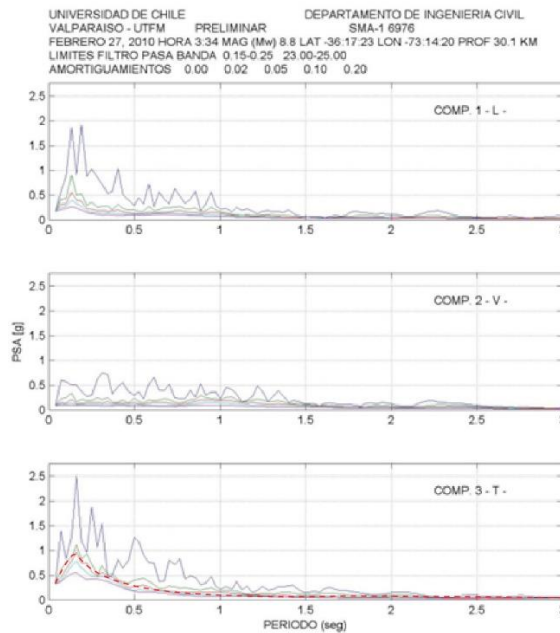 UNIVERSIDAD DE CHILE DEPARTAMENTO DE INGENIERIA CIVIL
VALPARAISO - UTFM PRELIMINAR SMA-1 6976
FEBRERO 27, 2010 HORA 3:34 MAG (Mw) 8.8 LAT -36:17:23 LON -73:14:20 PROF 30.1 KM
LIMITES FILTRO PASA BANDA 0.15-0.25 23.00-25.00
AMORTIGUAMIENTOS 0.00 0.02 0.05 0.10 0.20
2.5
2
1.5
1
0.5
0
COMP. 1 - L -
0 0.5 1 1.5 2 2.5
PSA [g]
2.5
2
1.5
1
0.5
0
COMP. 2 - V -
0 0.5 1 1.5 2 2.5
2.5
2
1.5
1
0.5
0
COMP. 3 - T -
0 0.5 1 1.5 2 2.5
PERIODO (seg)